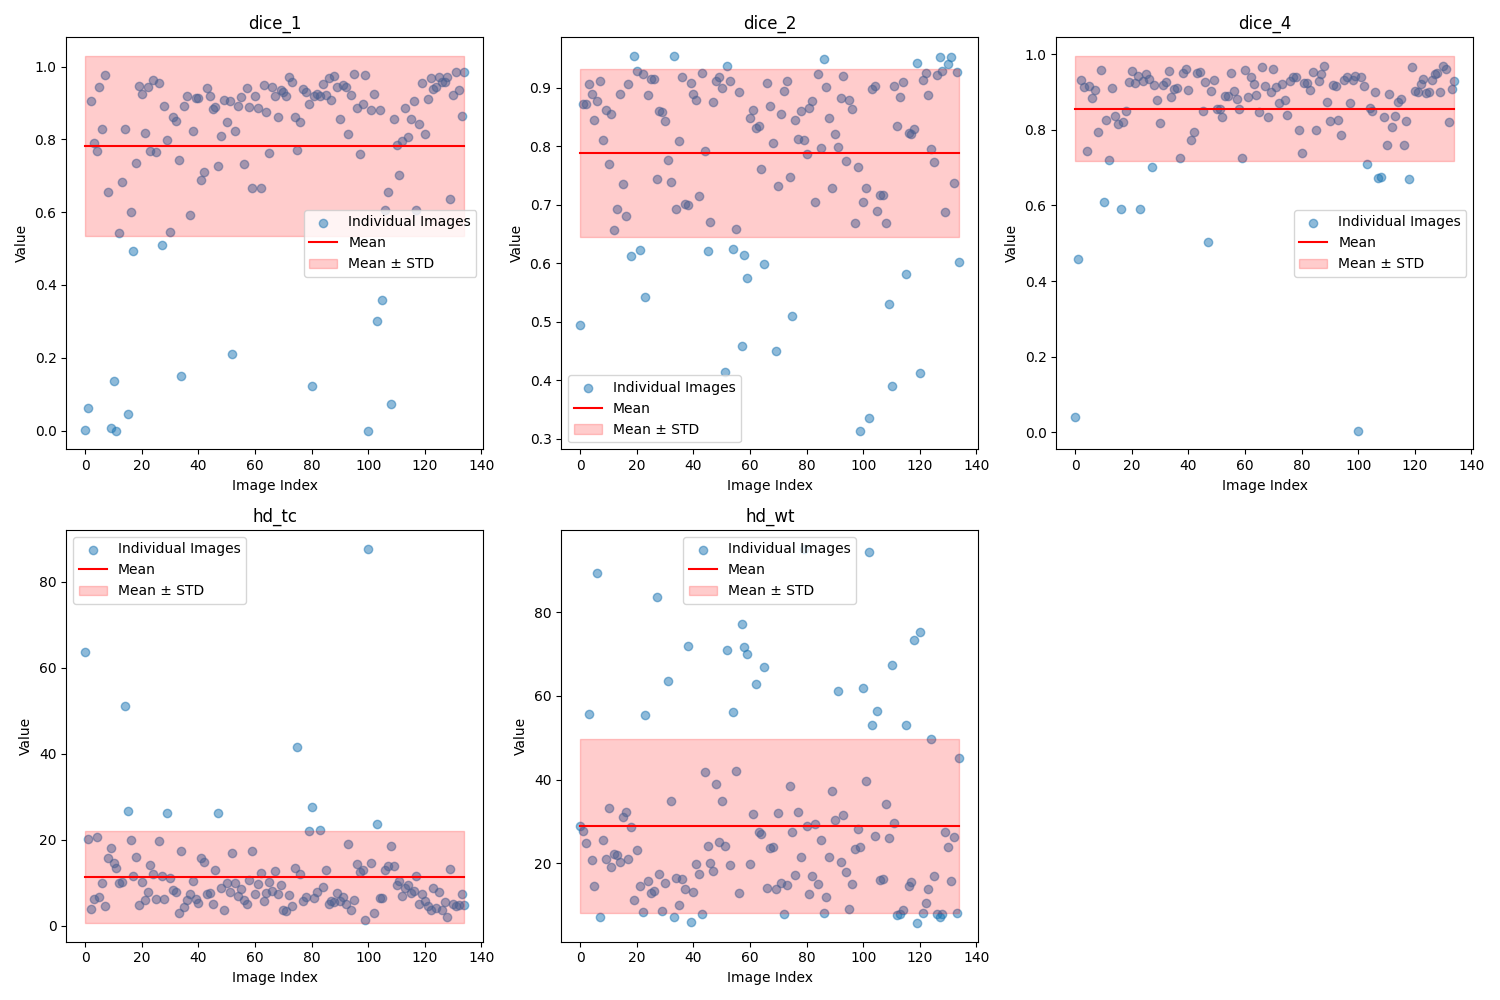 dice_1
Value
1.0
0.8
0.6
0.4
0.2
0.0
Individual Images
Mean
Mean ± STD
0 20 40 60 80 100 120 140
Image Index
dice_2
Value
0.9
0.8
0.7
0.6
0.5
0.4
0.3
Individual Images
Mean
Mean ± STD
0 20 40 60 80 100 120 140
Image Index
dice_4
Value
1.0
0.8
0.6
0.4
0.2
0.0
Individual Images
Mean
Mean ± STD
0 20 40 60 80 100 120 140
Image Index
hd_tc
Value
80
60
40
20
0
Individual Images
Mean
Mean ± STD
0 20 40 60 80 100 120 140
Image Index
hd_wt
Value
80
60
40
20
Individual Images
Mean
Mean ± STD
0 20 40 60 80 100 120 140
Image Index